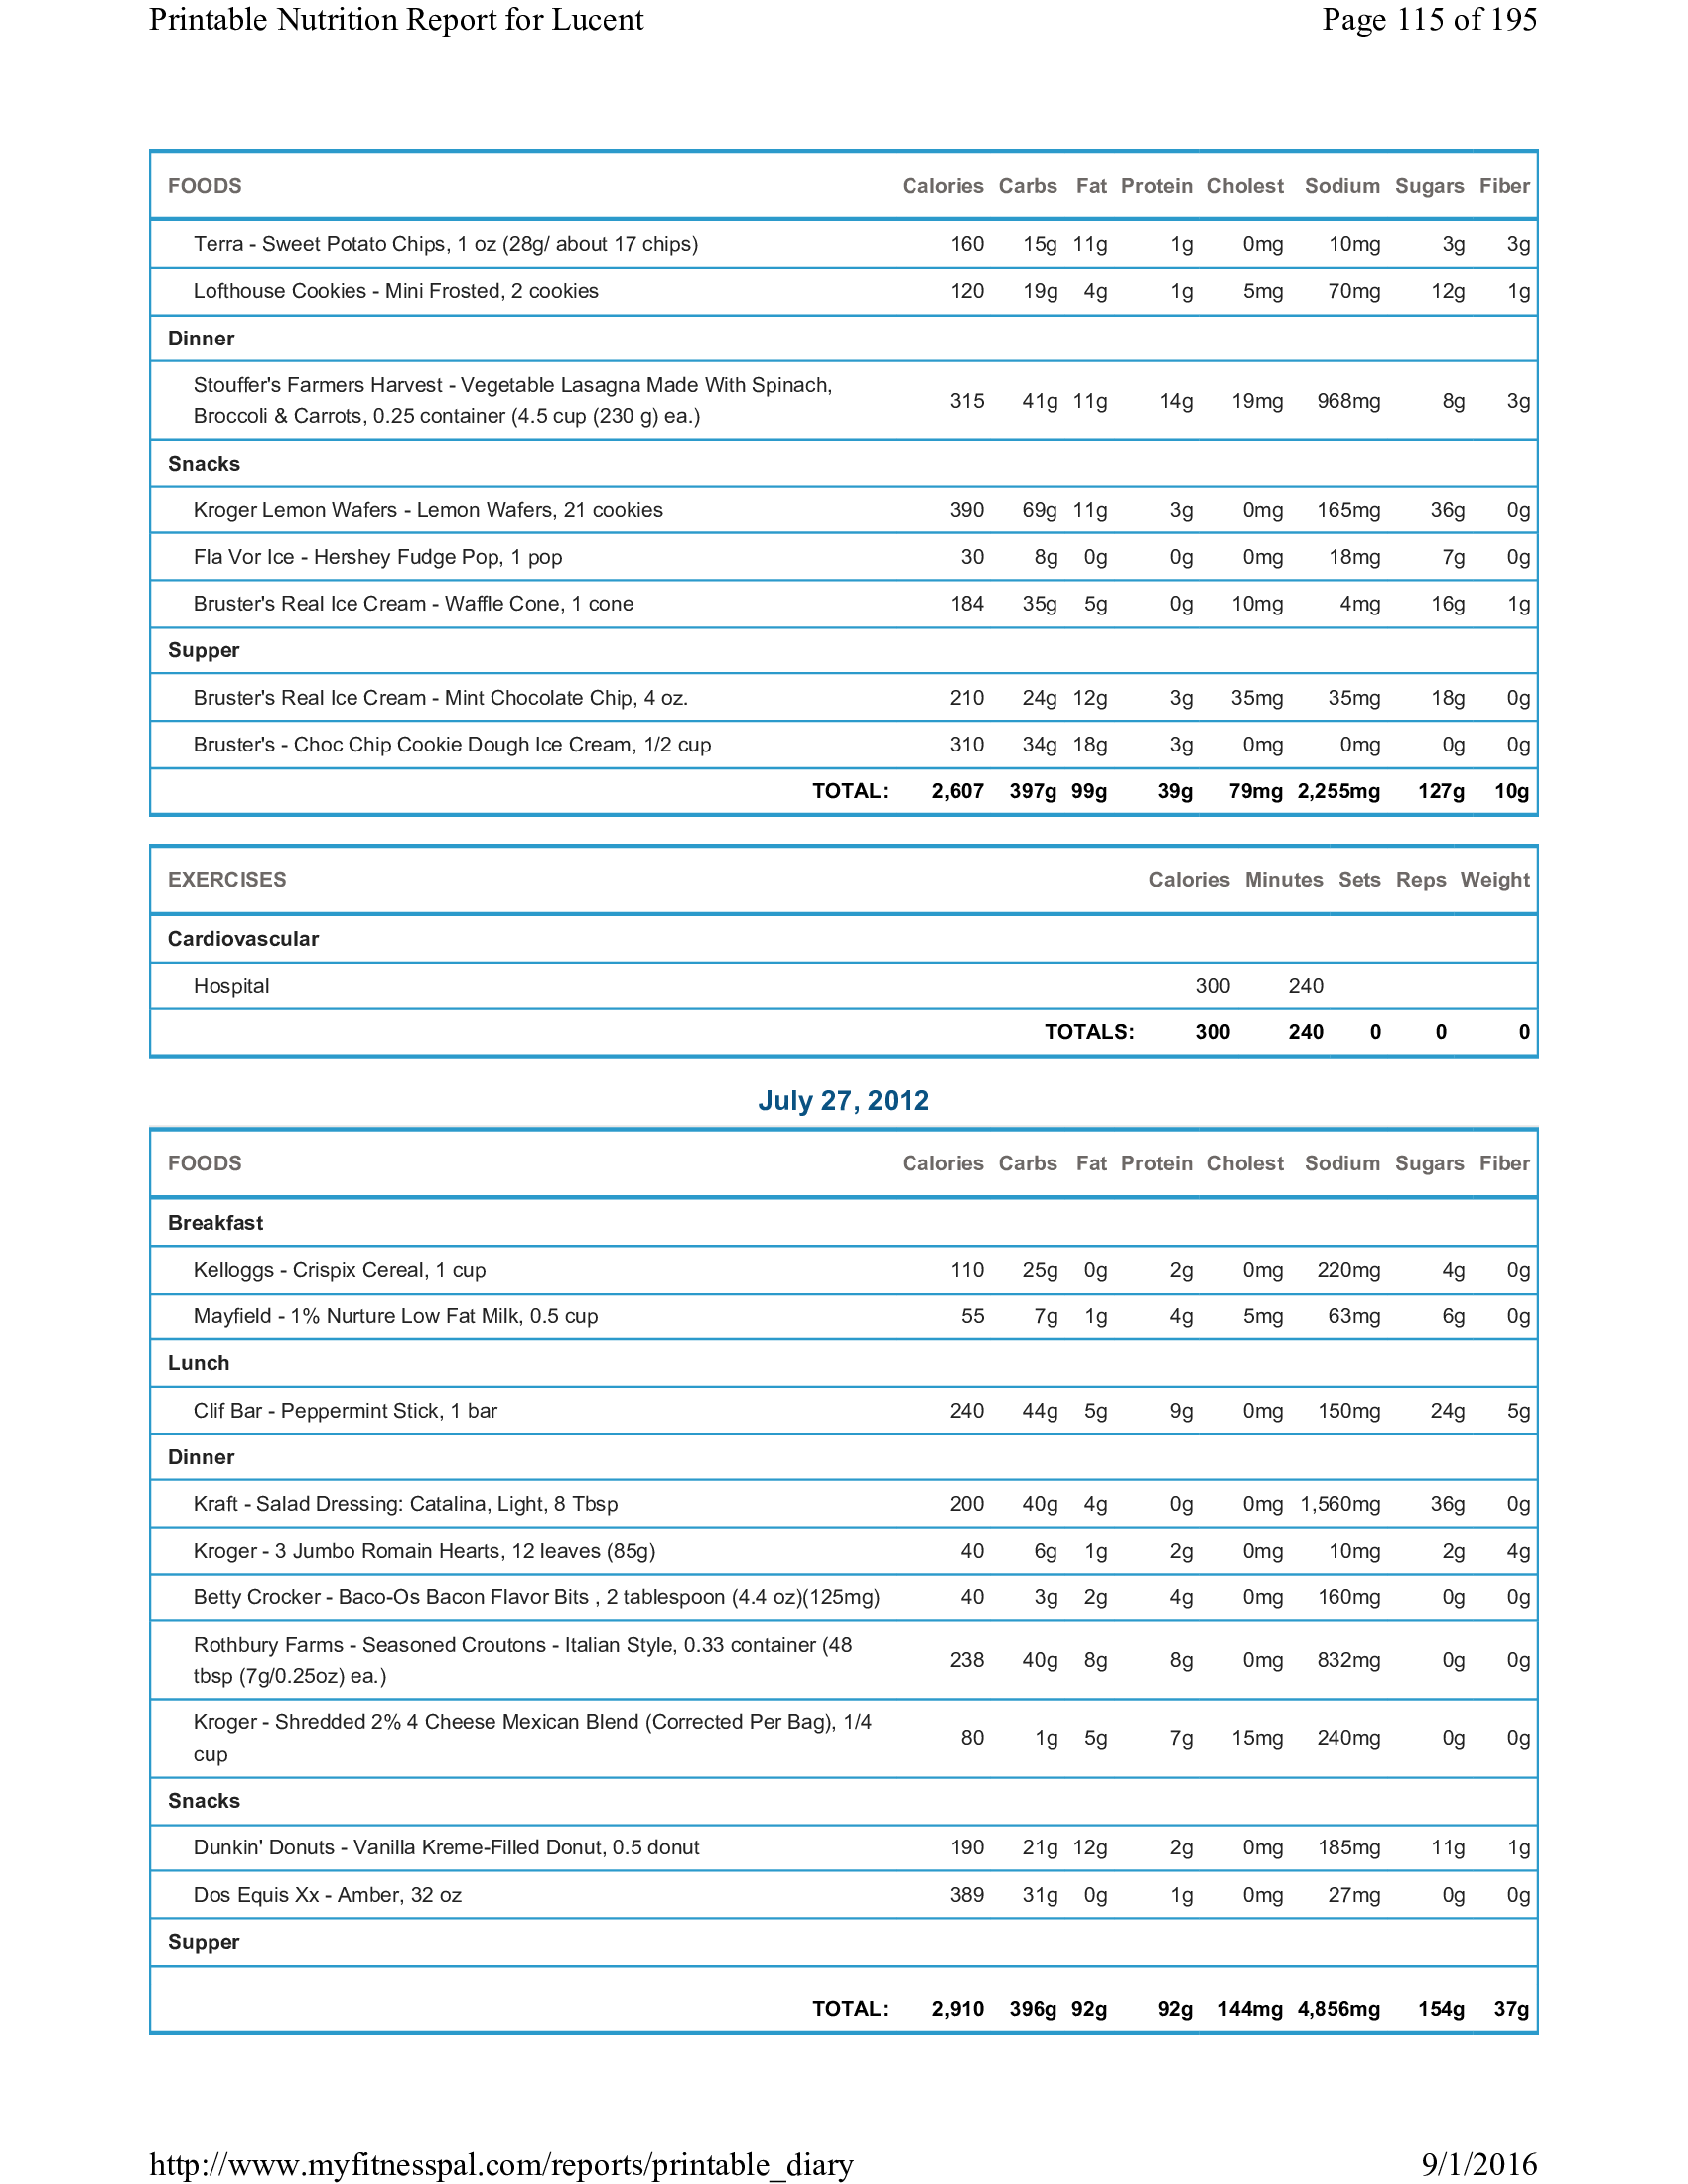 Printable Nutrition Report for Lucent Page 115 of 195
FOODS Calories Carbs Fat Protein Cholest Sodium Sugars Fiber
Terra - Sweet Potato Chips, 1 oz (28g/ about 17 chips) 160 15g 11g 1g 0mg 10mg 3g 3g
Lofthouse Cookies - Mini Frosted, 2 cookies 120 19g 4g 1g 5mg 70mg 12g 1g
Dinner
Stouffer's Farmers Harvest - Vegetable Lasagna Made With Spinach,
Broccoli & Carrots, 0.25 container (4.5 cup (230 g) ea.) 315 41g 11g 14g 19mg 968mg 8g 3g
Snacks
Kroger Lemon Wafers - Lemon Wafers, 21 cookies 390 69g 11g 3g 0mg 165mg 36g 0g
Fla Vor Ice - Hershey Fudge Pop, 1 pop 30 8g 0g 0g 0mg 18mg 7g 0g
Bruster's Real Ice Cream - Waffle Cone, 1 cone 184 35g 5g 0g 10mg 4mg 16g 1g
Supper
Bruster's Real Ice Cream - Mint Chocolate Chip, 4 oz. 210 24g 12g 3g 35mg 35mg 18g 0g
Bruster's - Choc Chip Cookie Dough Ice Cream, 1/2 cup 310 34g 18g 3g 0mg 0mg 0g 0g
TOTAL: 2,607 397g 99g 39g 79mg 2,255mg 127g 10g
EXERCISES Calories Minutes Sets Reps Weight
Cardiovascular
Hospital 300 240
TOTALS: 300 240 0 0 0
July 27, 2012
FOODS Calories Carbs Fat Protein Cholest Sodium Sugars Fiber
Breakfast
Kelloggs - Crispix Cereal, 1 cup 110 25g 0g 2g 0mg 220mg 4g 0g
Mayfield - 1% Nurture Low Fat Milk, 0.5 cup 55 7g 1g 4g 5mg 63mg 6g 0g
Lunch
Clif Bar - Peppermint Stick, 1 bar 240 44g 5g 9g 0mg 150mg 24g 5g
Dinner
Kraft - Salad Dressing: Catalina, Light, 8 Tbsp 200 40g 4g 0g 0mg 1,560mg 36g 0g
Kroger - 3 Jumbo Romain Hearts, 12 leaves (85g) 40 6g 1g 2g 0mg 10mg 2g 4g
Betty Crocker - Baco-Os Bacon Flavor Bits , 2 tablespoon (4.4 oz)(125mg) 40 3g 2g 4g 0mg 160mg 0g 0g
Rothbury Farms - Seasoned Croutons - Italian Style, 0.33 container (48
tbsp (7g/0.25oz) ea.) 238 40g 8g 8g 0mg 832mg 0g 0g
Kroger - Shredded 2% 4 Cheese Mexican Blend (Corrected Per Bag), 1/4
cup 80 1g 5g 7g 15mg 240mg 0g 0g
Snacks
Dunkin' Donuts - Vanilla Kreme-Filled Donut, 0.5 donut 190 21g 12g 2g 0mg 185mg 11g 1g
Dos Equis Xx - Amber, 32 oz 389 31g 0g 1g 0mg 27mg 0g 0g
Supper
TOTAL: 2,910 396g 92g 92g 144mg 4,856mg 154g 37g
http://www.myfitnesspal.com/reports/printable_diary 9/1/2016